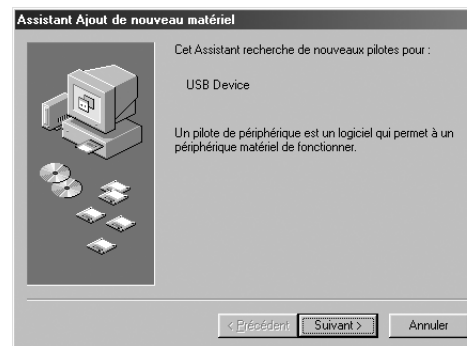 Assistant Ajout de nouveau matériel
Cet Assistant recherche de nouveaux pilotes pour :
USB Device
Un pilote de périphérique est un logiciel qui permet à un
périphérique matériel de fonctionner.
< Précédent Suivant > Annuler